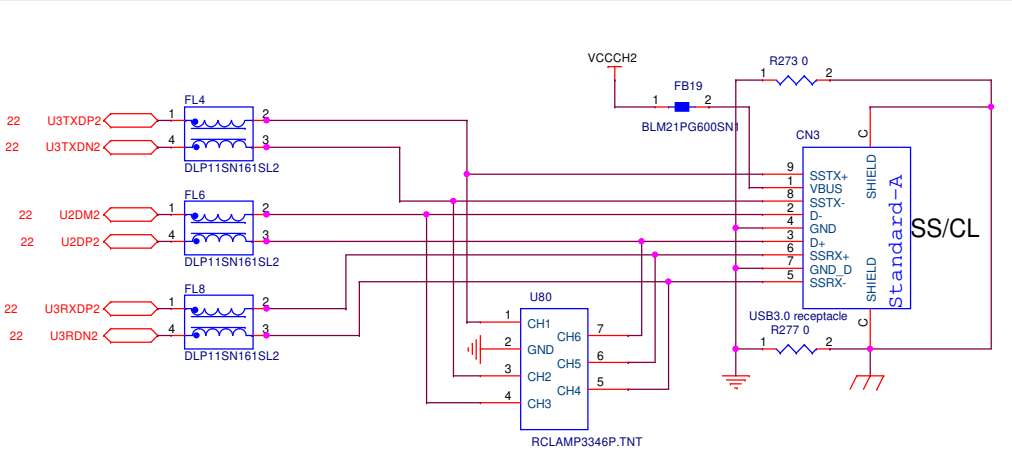 VCCCH2
R273 0
1
2
FB19
1
2
BLM21PG600SN1
CN3
C
SHIELD
FL4
22
U3TXDP2
1
2
22
U3TXDN2
4
3
DLP11SN161SL2
9
SSTX+
1
VBUS
8
SSTX-
2
D-
4
GND
3
D+
6
SSRX+
7
GND_D
5
SSRX-
Standard-A
SS/CL
SHIELD
C
FL6
22
U2DM2
1
2
22
U2DP2
4
3
DLP11SN161SL2
FL8
22
U3RXDP2
1
2
22
U3RDN2
4
3
DLP11SN161SL2
U80
1
CH1
2
GND
3
CH2
4
CH3
7
CH6
6
CH5
5
CH4
RCLAMP3346P.TNT
USB3.0 receptacle
R277 0
1
2